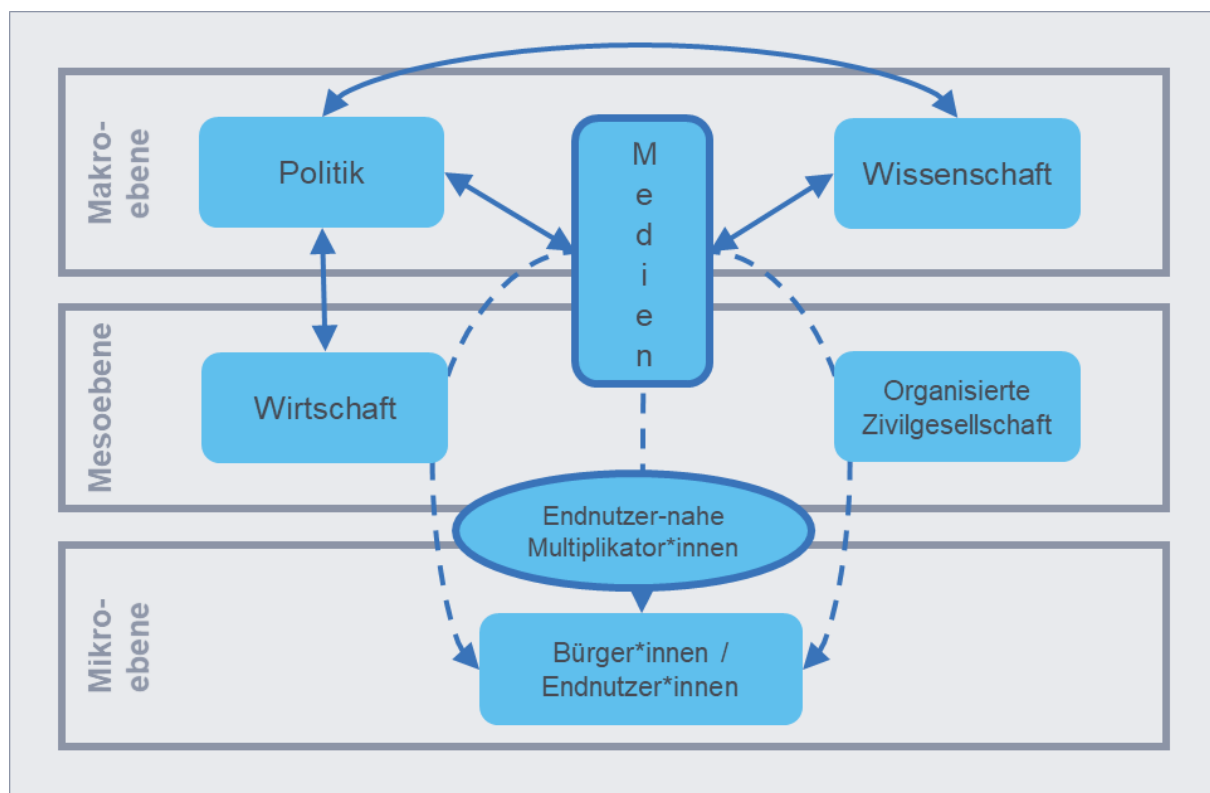 Makro-
ebene
Politik
M
e
d
i
e
n
Wissenschaft
Mesoebene
Wirtschaft
Organisierte
Zivilgesellschaft
Endnutzer-nahe
Multiplikator*innen
Mikro-
ebene
Bürger*innen /
Endnutzer*innen